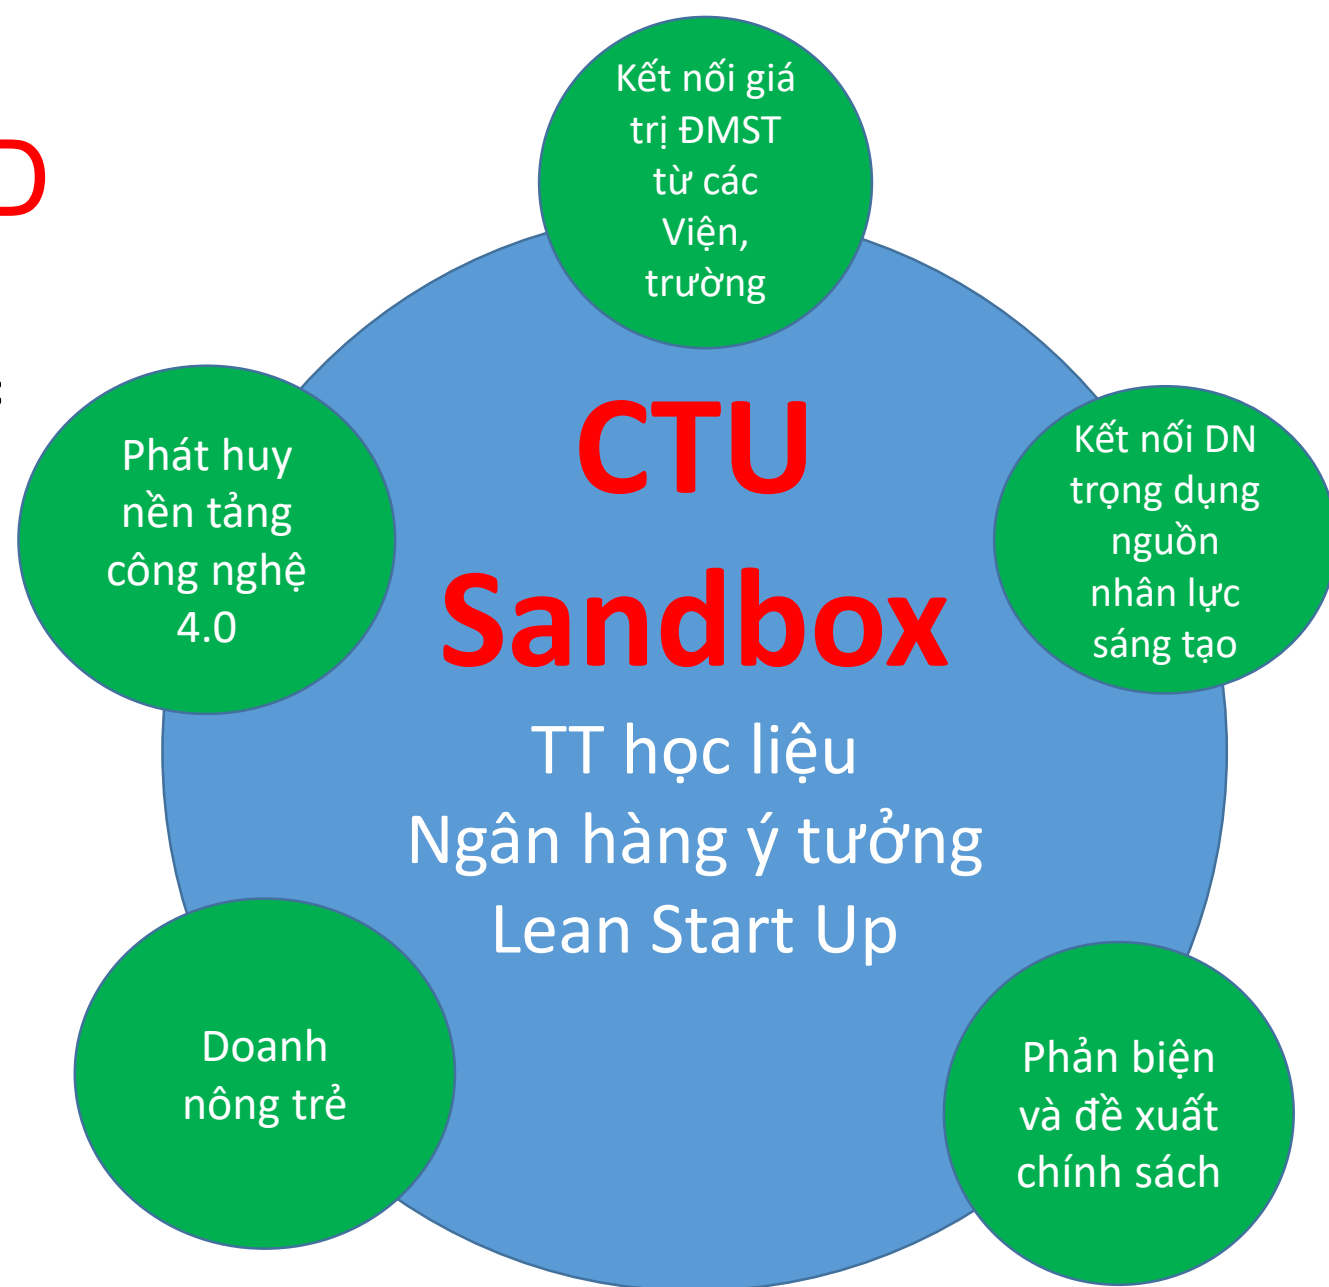 D
:
Kết nối giá
trị ĐMST
từ các
Viện,
trường
Phát huy
nền tảng
công nghệ
4.0
Kết nối DN
trọng dụng
nguồn
nhân lực
sáng tạo
CTU
Sandbox
TT học liệu
Ngân hàng ý tưởng
Lean Start Up
Doanh
nông trẻ
Phản biện
và đề xuất
chính sách